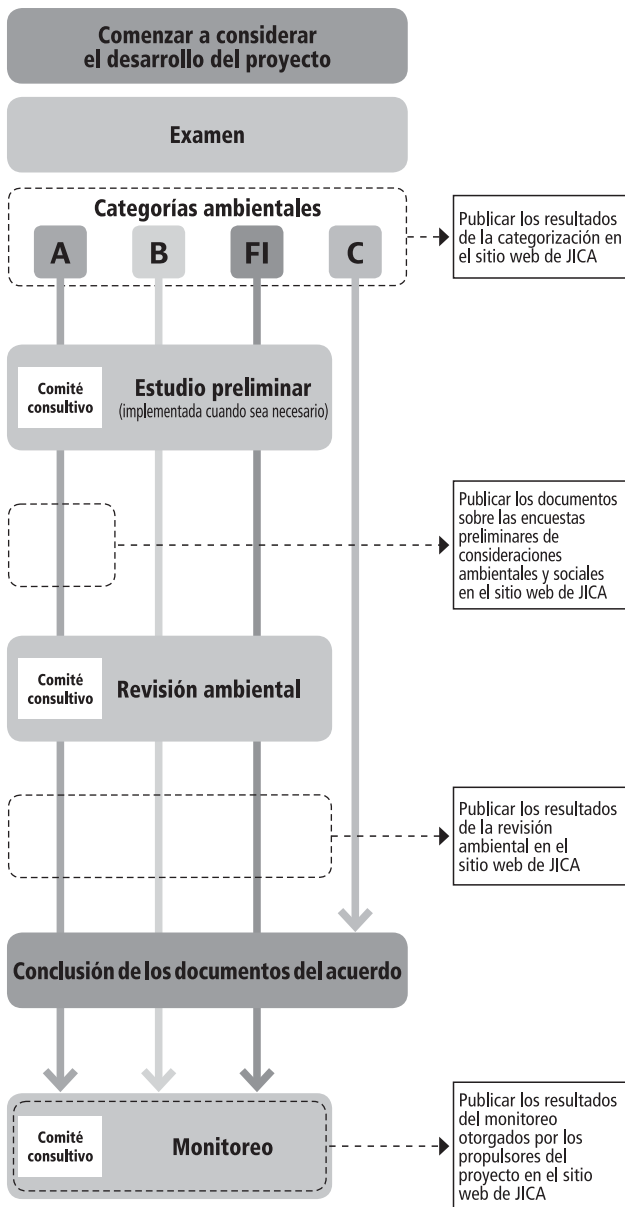 Comenzar a considerar
el desarrollo del proyecto
Examen
Categorías ambientales
A B FI C
Publicar los resultados
de la categorización en
el sitio web de JICA
Comité
consultivo
Estudio preliminar
(implementada cuando sea necesario)
Publicar los documentos
sobre las encuestas
preliminares de
consideraciones
ambientales y sociales
en el sitio web de JICA
Comité
consultivo
Revisión ambiental
Publicar los resultados
de la revisión
ambiental en el
sitio web de JICA
Conclusión de los documentos del acuerdo
Comité
consultivo
Monitoreo
Publicar los resultados
del monitoreo
otorgados por los
propulsores del
proyecto en el sitio
web de JICA